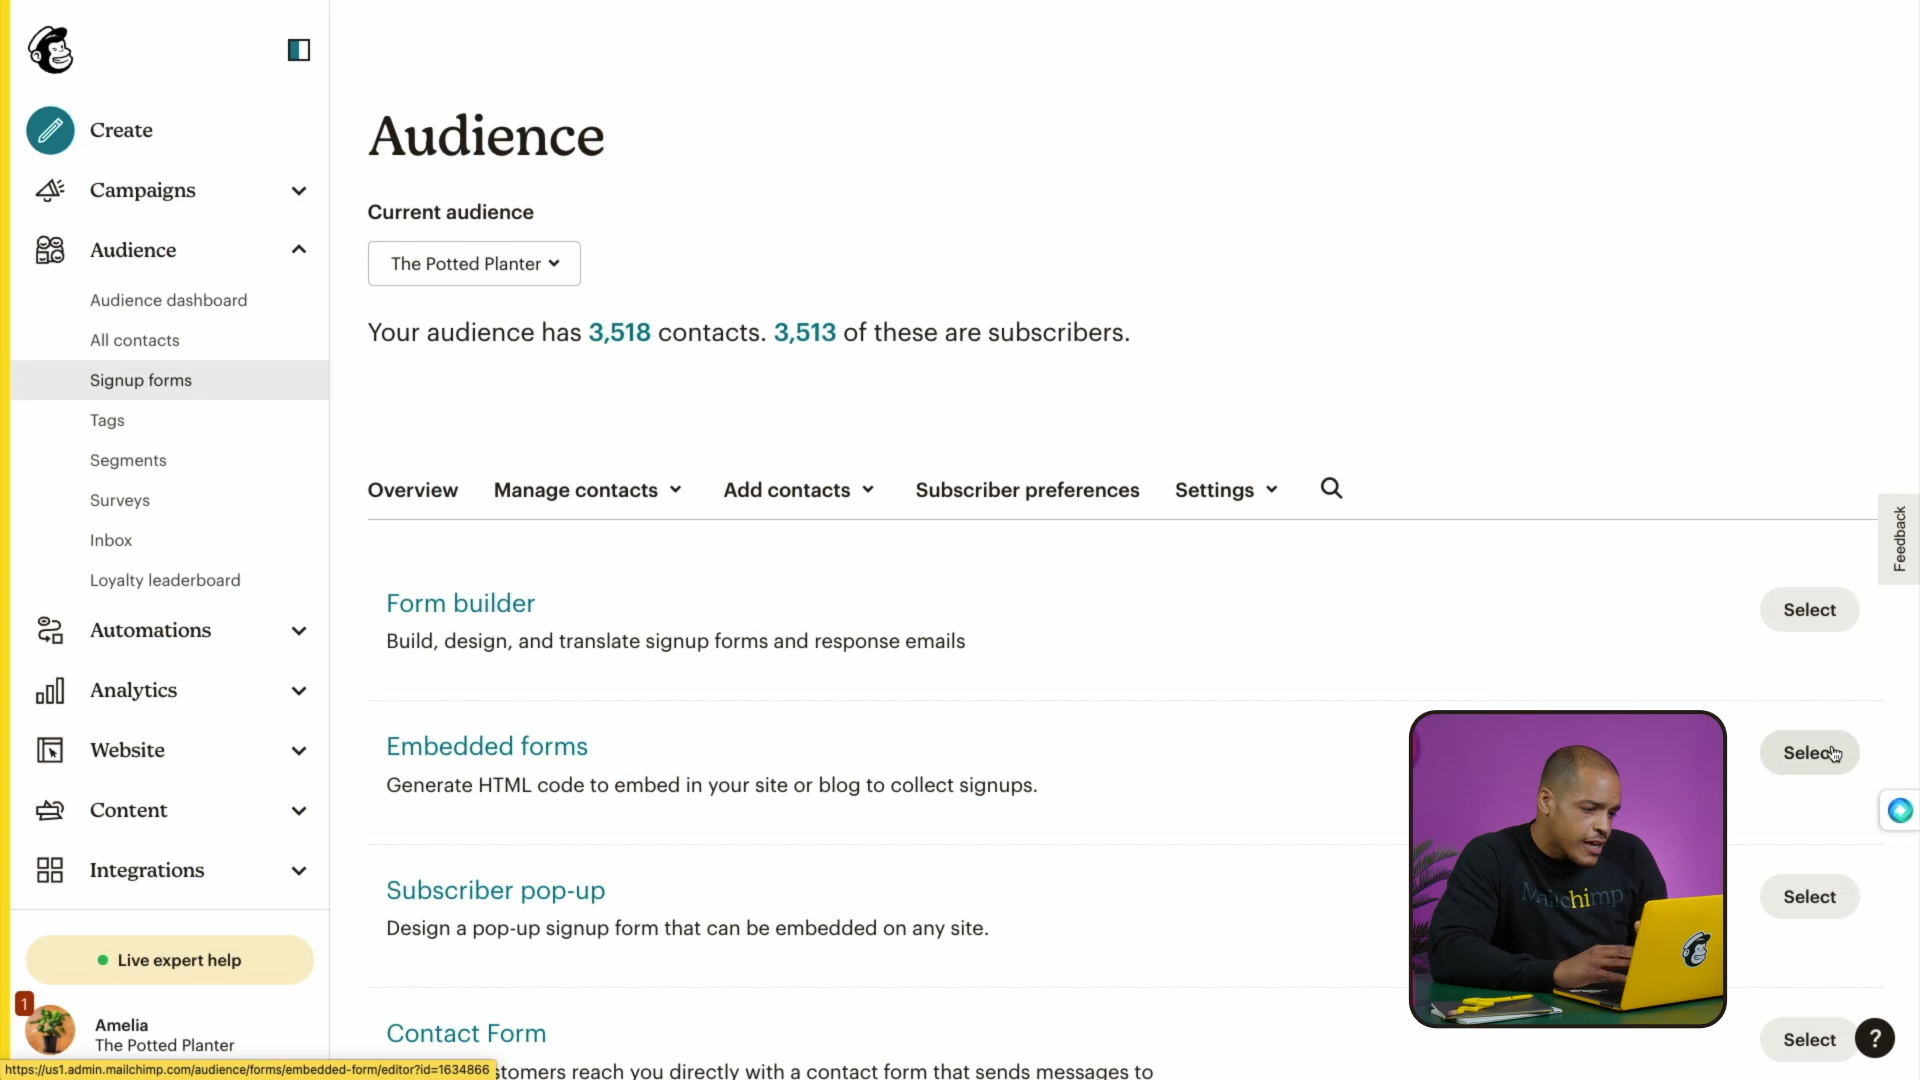 Create
Campaigns
Audience
Audience dashboard
All contacts
Signup forms
Tags
Segments
Surveys
Inbox
Loyalty leaderboard
Automations
Analytics
Website
Content
Integrations
Live expert help
1
Amelia
The Potted Planter
https://us1.admin.mailchimp.com/audience/forms/embedded-form/editor?id=1634866
Audience
Current audience
The Potted Planter
Your audience has 3,518 contacts. 3,513 of these are subscribers.
Overview Manage contacts Add contacts Subscriber preferences Settings
Feedback
Form builder
Build, design, and translate signup forms and response emails
Select
Embedded forms
Generate HTML code to embed in your site or blog to collect signups.
Select
Subscriber pop-up
Design a pop-up signup form that can be embedded on any site.
Select
Mailchimp
Contact Form
stomers reach you directly with a contact form that sends messages to
Select
?